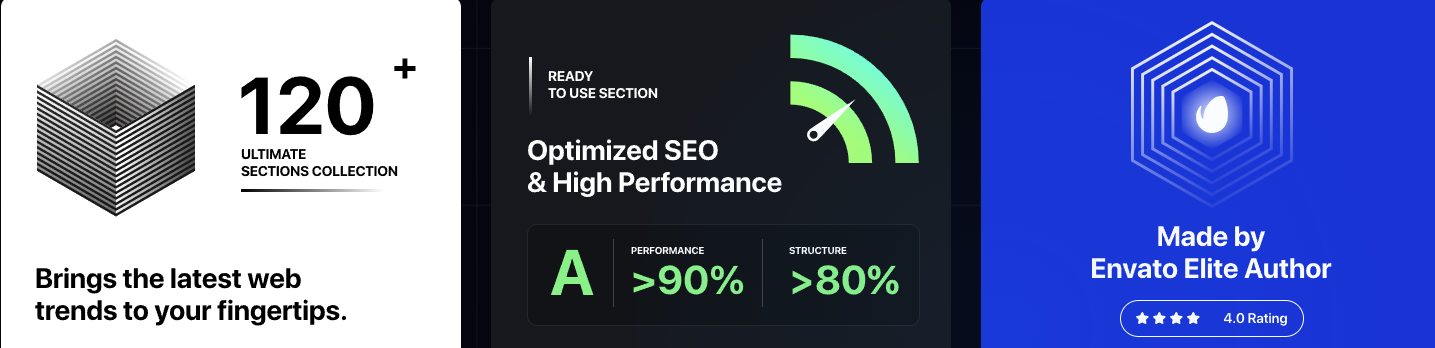 120+
ULTIMATE
SECTIONS COLLECTION
Brings the latest web
trends to your fingertips.
READY
TO USE SECTION
Optimized SEO
& High Performance
A
PERFORMANCE
>90%
STRUCTURE
>80%
Made by
Envato Elite Author
4.0 Rating